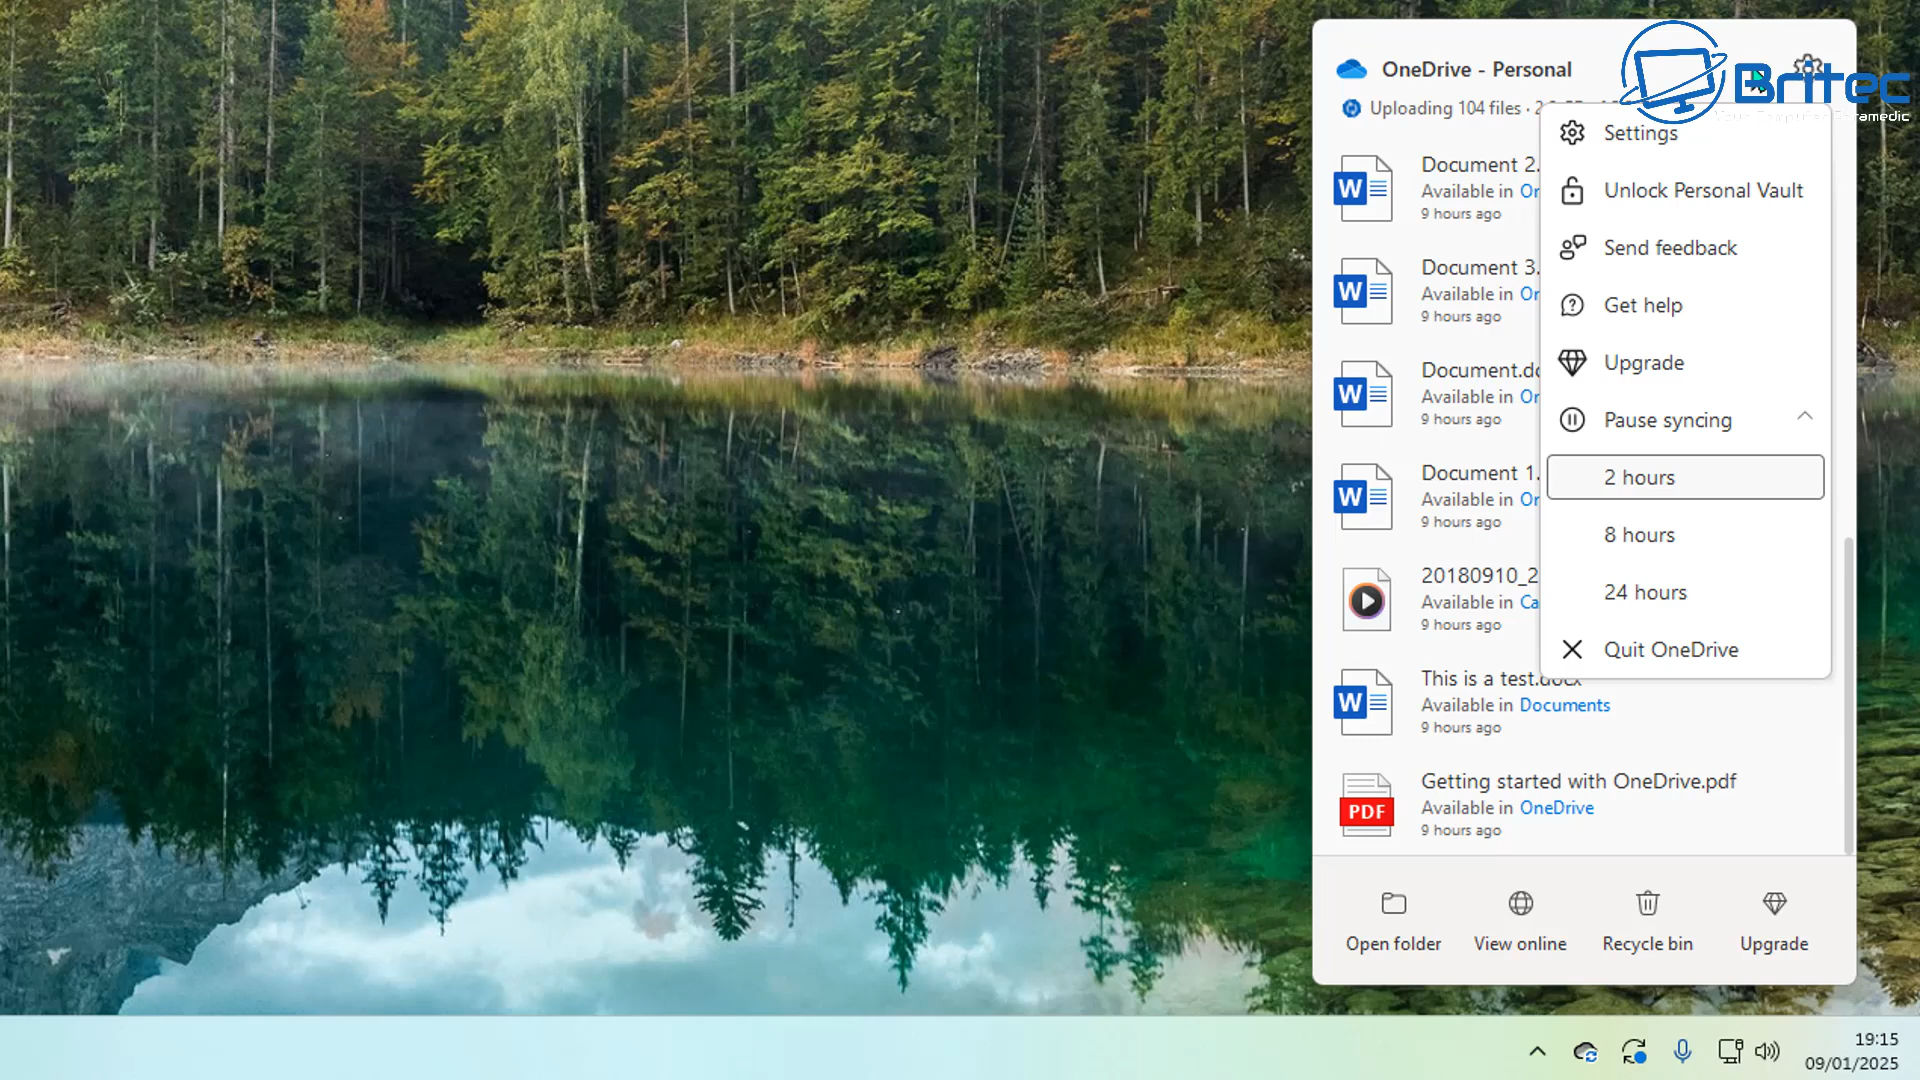 OneDrive - Personal
Britec
Uploading 104 files ·
Settings
Document 2.
Unlock Personal Vault
Available in
9 hours ago
Send feedback
Document 3.
Available in
Get help
9 hours ago
Upgrade
Document.
Available in
Pause syncing
9 hours ago
2 hours
Document 1.
Available in
8 hours
9 hours ago
20180910_2
24 hours
Available in
9 hours ago
Quit OneDrive
This is a test.docx
Available in Documents
9 hours ago
Getting started with OneDrive.pdf
PDF
Available in OneDrive
9 hours ago
Open folder
View online
Recycle bin
Upgrade
19:15
09/01/2025